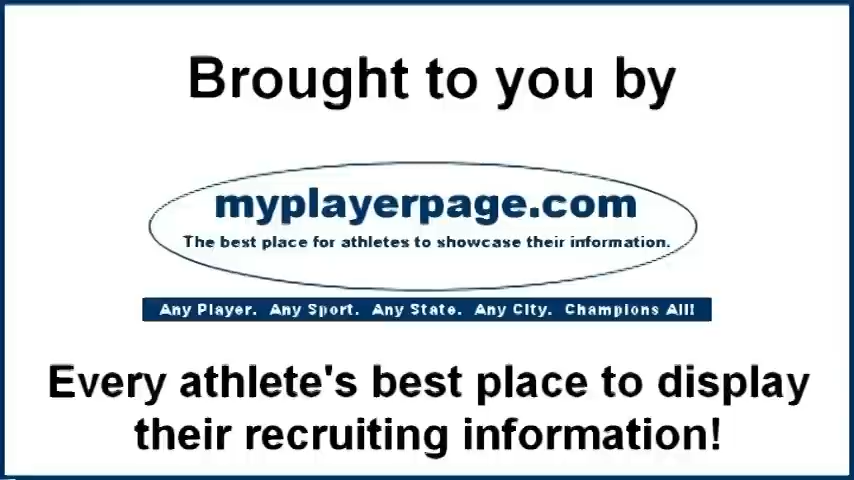 Brought to you by
myplayerpage.com
The best place for athletes to showcase their information.
Any Player. Any Sport. Any State. Any City. Champions All!
Every athlete's best place to display
their recruiting information!